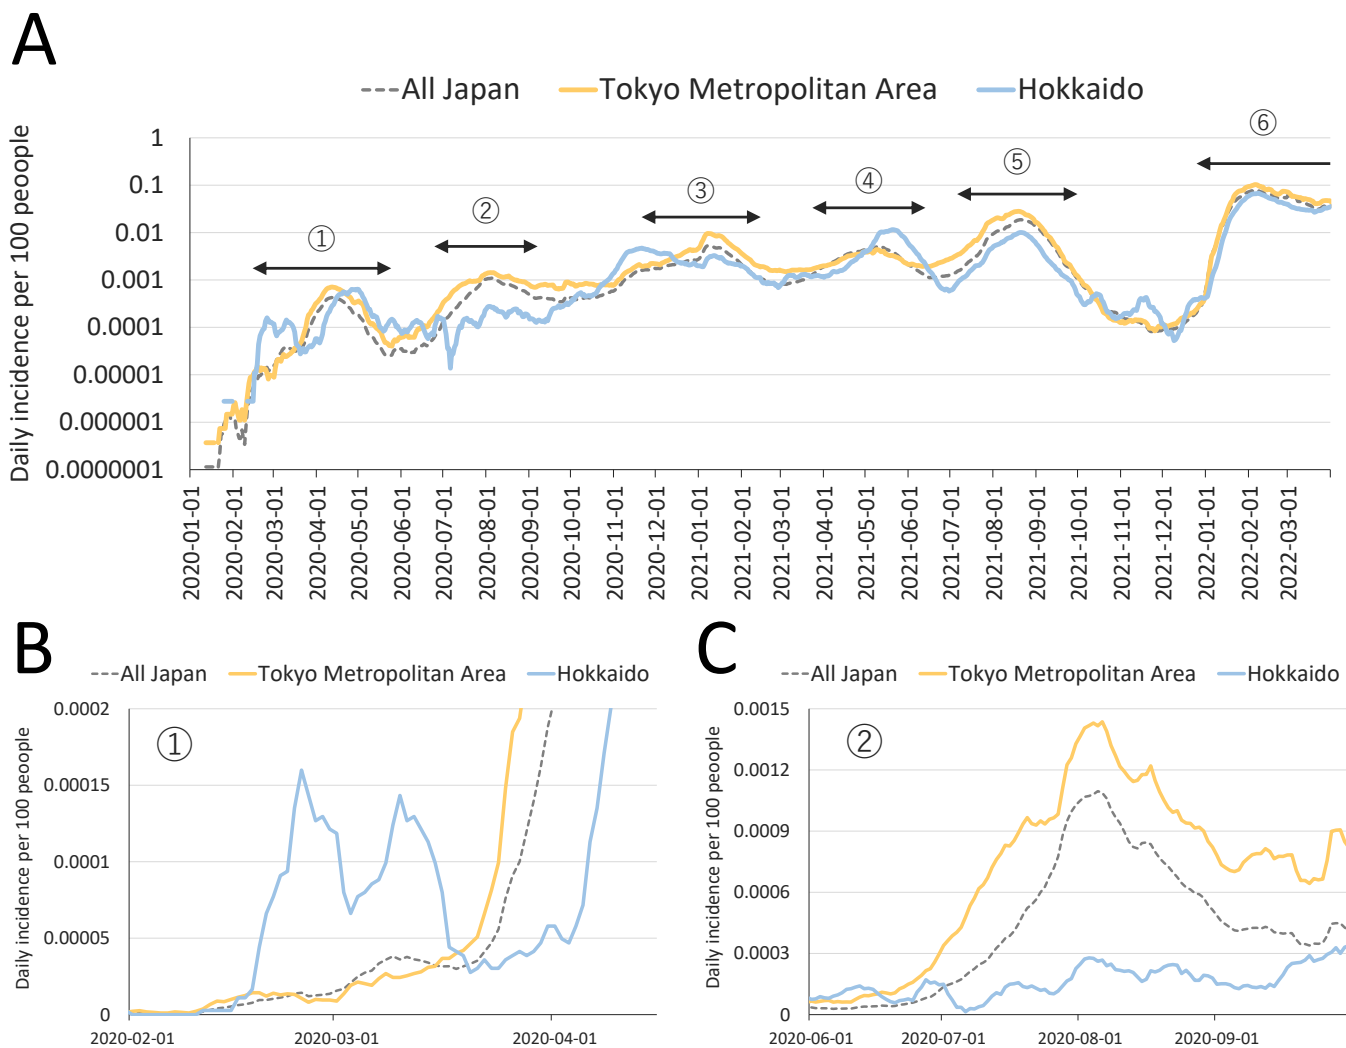 A
All Japan Tokyo Metropolitan Area Hokkaido
Daily incidence per 100 peoople
1
0.1
0.01
0.001
0.0001
0.00001
0.000001
0.0000001
① ② ③ ④ ⑤ ⑥
2020-01-01 2020-02-01 2020-03-01 2020-04-01 2020-05-01 2020-06-01 2020-07-01 2020-08-01 2020-09-01 2020-10-01 2020-11-01 2020-12-01 2021-01-01 2021-02-01 2021-03-01 2021-04-01 2021-05-01 2021-06-01 2021-07-01 2021-08-01 2021-09-01 2021-10-01 2021-11-01 2021-12-01 2022-01-01 2022-02-01 2022-03-01
B
All Japan Tokyo Metropolitan Area Hokkaido
Daily incidence per 100 peoople
0.0002
0.00015
0.0001
0.00005
0
①
2020-02-01 2020-03-01 2020-04-01
C
All Japan Tokyo Metropolitan Area Hokkaido
Daily incidence per 100 peoople
0.0015
0.0012
0.0009
0.0006
0.0003
0
②
2020-06-01 2020-07-01 2020-08-01 2020-09-01